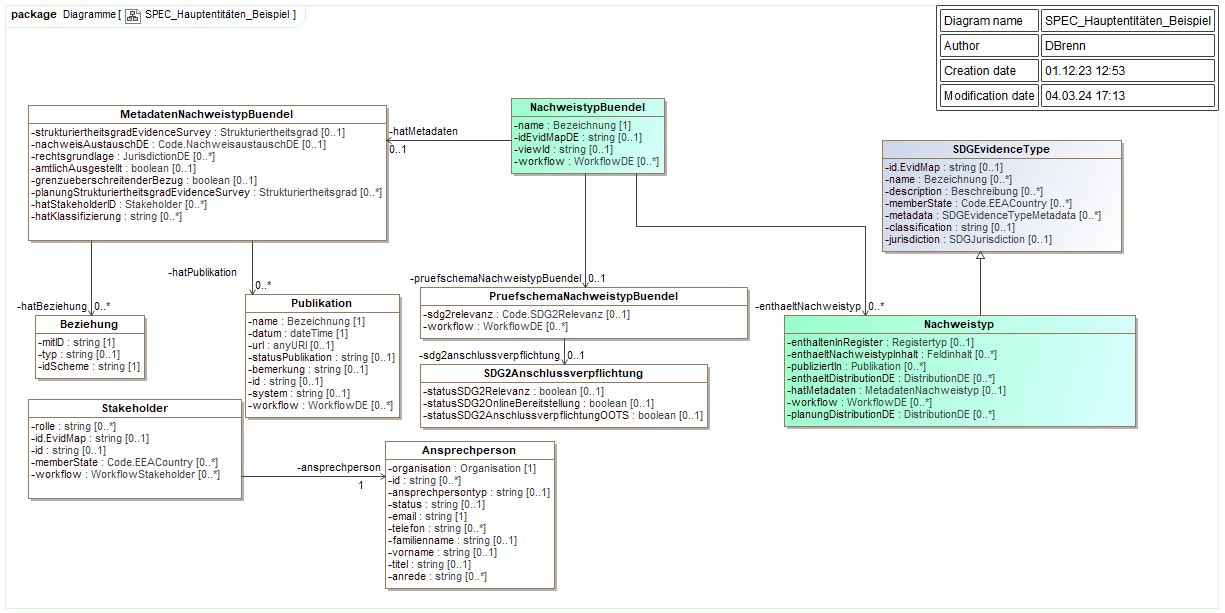 package Diagramme [ SPEC_Hauptentitäten_Beispiel ]
Diagram name SPEC_Hauptentitäten_Beispiel
Author DBrenn
Creation date 01.12.23 12:53
Modification date 04.03.24 17:13
MetadatenNachweistypBuendel
-strukturiertheitsgradEvidenceSurvey : Strukturiertheitsgrad [0..1]
-nachweisAustauschDE : Code.NachweisaustauschDE [0..1]
-rechtsgrundlage : JurisdictionDE [0..*]
-amtlichAusgestellt : boolean [0..1]
-grenzueberschreitenderBezug : boolean [0..1]
-planungStrukturiertheitsgradEvidenceSurvey : Strukturiertheitsgrad [0..*]
-hatStakeholderID : Stakeholder [0..*]
-hatKlassifizierung : string [0..*]
-hatMetadaten
0..1
NachweistypBuendel
-name : Bezeichnung [1]
-idEvidMapDE : string [0..1]
-viewId : string [0..1]
-workflow : WorkflowDE [0..*]
SDGEvidenceType
-id.EvidMap : string [0..1]
-name : Bezeichnung [0..*]
-description : Beschreibung [0..*]
-memberState : Code.EEACountry [0..*]
-metadata : SDGEvidenceTypeMetadata [0..*]
-classification : string [0..1]
-jurisdiction : SDGJurisdiction [0..1]
-hatBeziehung 0..*
-hatPublikation
0..*
-pruefschemaNachweistypBuendel 0..1
-enthaeltNachweistyp 0..*
Beziehung
-mitID : string [1]
-typ : string [0..1]
-idScheme : string [1]
Publikation
-name : Bezeichnung [1]
-datum : dateTime [1]
-url : anyURI [0..1]
-statusPublikation : string [0..1]
-bemerkung : string [0..1]
-id : string [0..1]
-system : string [0..1]
-workflow : WorkflowDE [0..*]
PruefschemaNachweistypBuendel
-sdg2relevanz : Code.SDG2Relevanz [0..1]
-workflow : WorkflowDE [0..*]
-sdg2anschlussverpflichtung 0..1
SDG2Anschlussverpflichtung
-statusSDG2Relevanz : boolean [0..1]
-statusSDG2OnlineBereitstellung : boolean [0..1]
-statusSDG2AnschlussverpflichtungOOTS : boolean [0..1]
Nachweistyp
-enthaltenInRegister : Registertyp [0..1]
-enthaeltNachweistypInhalt : Feldinhalt [0..*]
-publiziertIn : Publikation [0..*]
-enthaeltDistributionDE : DistributionDE [0..*]
-hatMetadaten : MetadatenNachweistyp [0..1]
-workflow : WorkflowDE [0..*]
-planungDistributionDE : DistributionDE [0..*]
Stakeholder
-rolle : string [0..*]
-id.EvidMap : string [0..1]
-id : string [0..1]
-memberState : Code.EEACountry [0..*]
-workflow : WorkflowStakeholder [0..*]
-ansprechperson
1
Ansprechperson
-organisation : Organisation [1]
-id : string [0..*]
-ansprechpersontyp : string [0..1]
-status : string [0..1]
-email : string [1]
-telefon : string [0..*]
-familienname : string [0..1]
-vorname : string [0..1]
-titel : string [0..1]
-anrede : string [0..*]